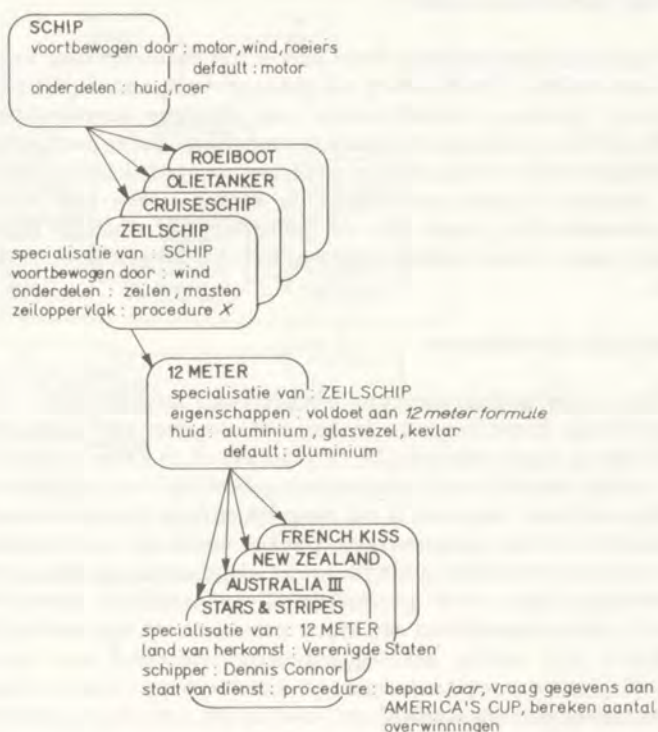 SCHIP
voortbewogen door : motor, wind, roeiers
default : motor
onderdelen : huid, roer
ROEIBOOT
OLIETANKER
CRUISESCHIP
ZEILSCHIP
specialisatie van : SCHIP
voortbewogen door : wind
onderdelen : zeilen, masten
zeiloppervlak : procedure X
12 METER
specialisatie van : ZEILSCHIP
eigenschappen : voldoet aan 12 meter formule
huid : aluminium, glasvezel, kevlar
default : aluminium
FRENCH KISS
NEW ZEALAND
AUSTRALIA III
STARS & STRIPES
specialisatie van : 12 METER
land van herkomst : Verenigde Staten
schipper : Dennis Connor
staat van dienst : procedure : bepaal jaar, vraag gegevens aan
AMERICA'S CUP, bereken aantal
overwinningen